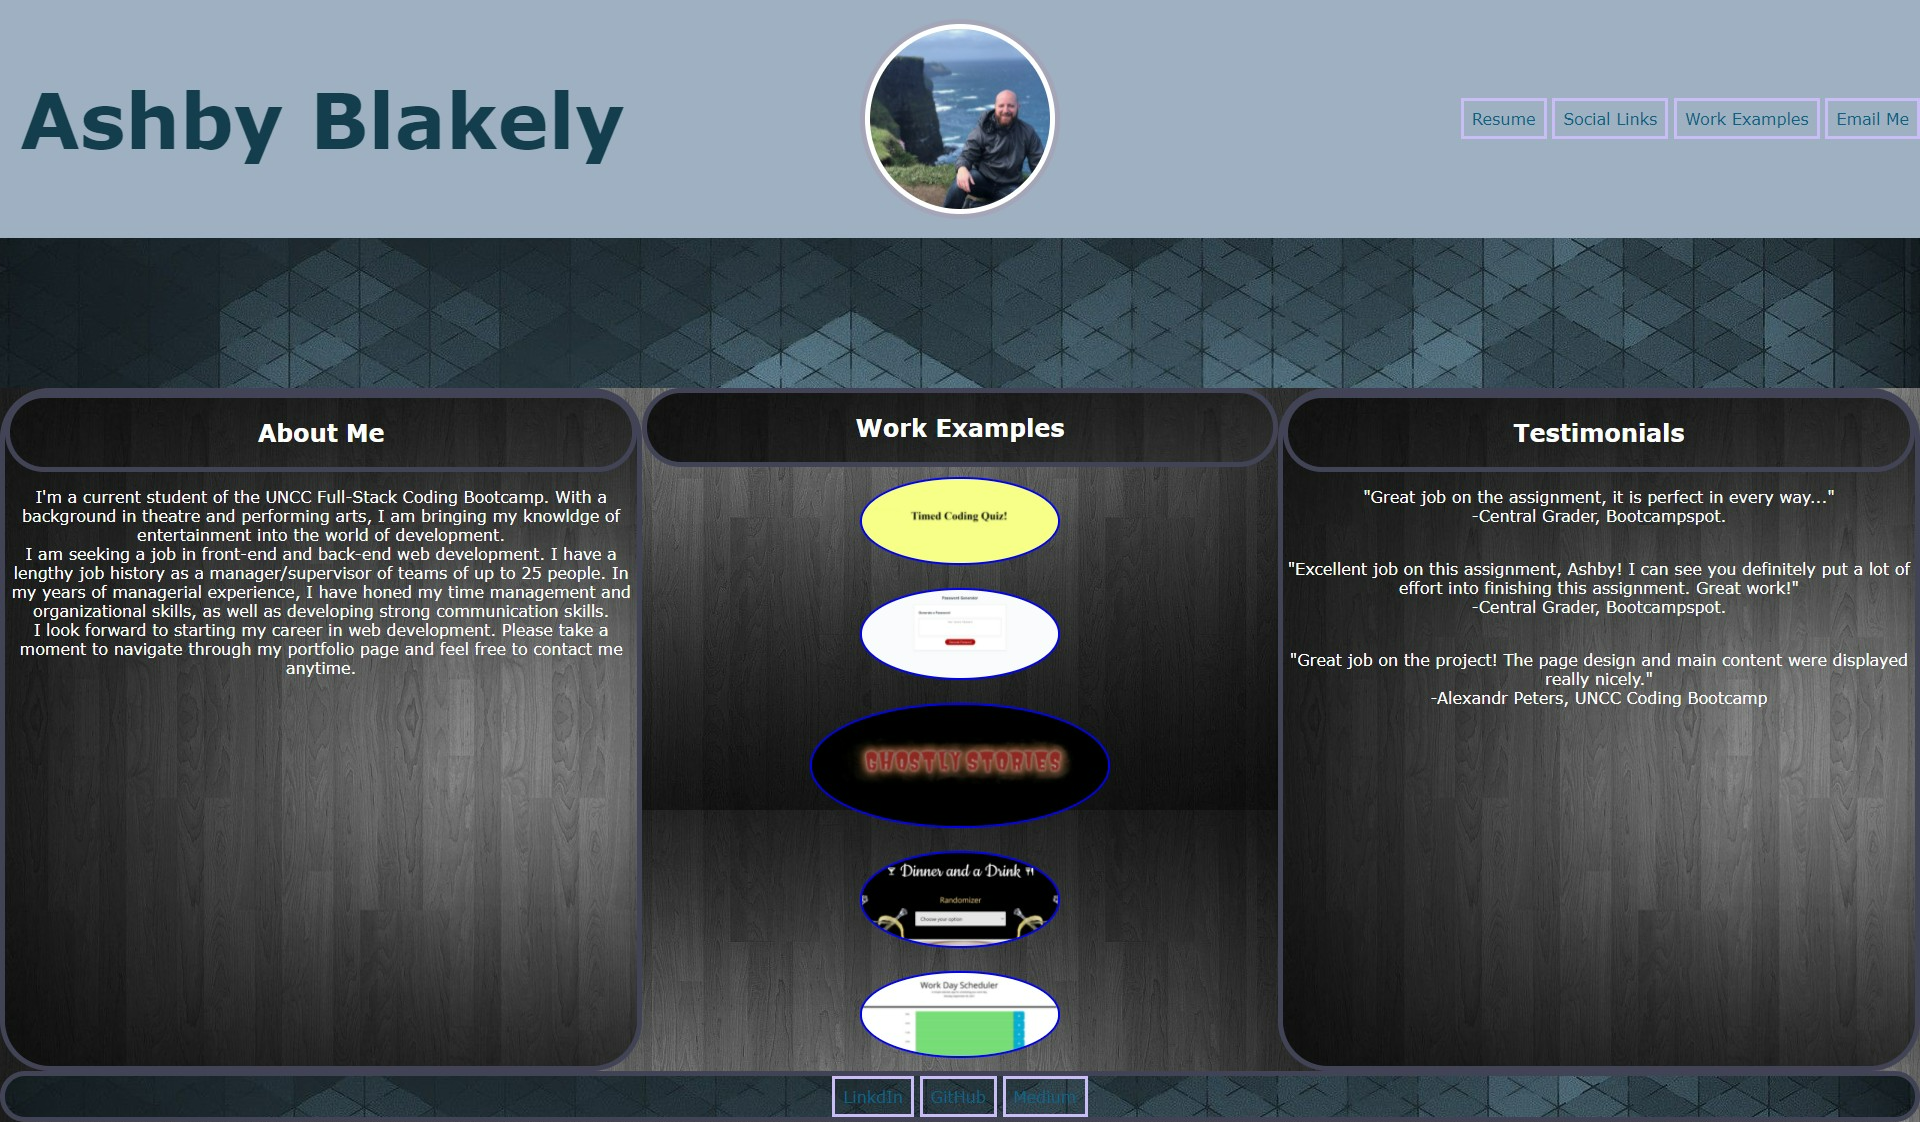 Ashby Blakely
Resume
Social Links
Work Examples
Email Me
About Me
I'm a current student of the UNCC Full-Stack Coding Bootcamp. With a
background in theatre and performing arts, I am bringing my knowldge of
entertainment into the world of development.
I am seeking a job in front-end and back-end web development. I have a
lengthy job history as a manager/supervisor of teams of up to 25 people. In
my years of managerial experience, I have honed my time management and
organizational skills, as well as developing strong communication skills.
I look forward to starting my career in web development. Please take a
moment to navigate through my portfolio page and feel free to contact me
anytime.
Work Examples
Timed Coding Quiz!
Password Generator
Generate a Password
GHOSTLY STORIES
Dinner and a Drink
Randomizer
Choose your option
Work Day Scheduler
Testimonials
"Great job on the assignment, it is perfect in every way..."
-Central Grader, Bootcampspot.
"Excellent job on this assignment, Ashby! I can see you definitely put a lot of
effort into finishing this assignment. Great work!"
-Central Grader, Bootcampspot.
"Great job on the project! The page design and main content were displayed
really nicely."
-Alexandr Peters, UNCC Coding Bootcamp
LinkdIn
GitHub
Medium